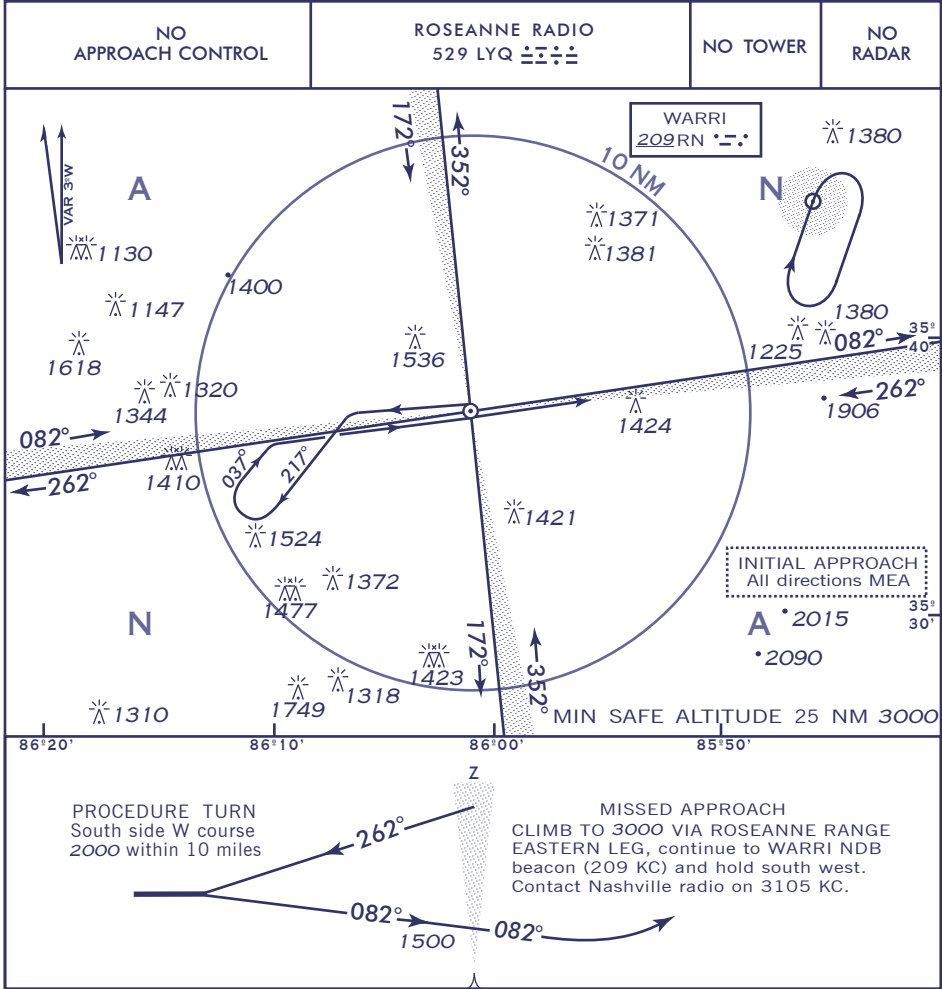 NO
APPROACH CONTROL
ROSEANNE RADIO
529 LYQ
NO TOWER
NO
RADAR
172°
352°
WARRI
209 RN
1380
10 NM
A
N
VAR 3°W
1371
1381
1130
1400
1147
1380
1536
1225
082°
35°
40'
1618
1320
1344
262°
1906
1424
082°
262°
1410
037°
217°
1421
1524
INITIAL APPROACH
All directions MEA
1372
1477
N
A
2015
35°
30'
2090
172°
352°
1423
1318
1749
1310
MIN SAFE ALTITUDE 25 NM 3000
86°20'
86°10'
86°00'
85°50'
Z
PROCEDURE TURN
South side W course
2000 within 10 miles
262°
MISSED APPROACH
CLIMB TO 3000 VIA ROSEANNE RANGE
EASTERN LEG, continue to WARRI NDB
beacon (209 KC) and hold south west.
Contact Nashville radio on 3105 KC.
082°
082°
1500